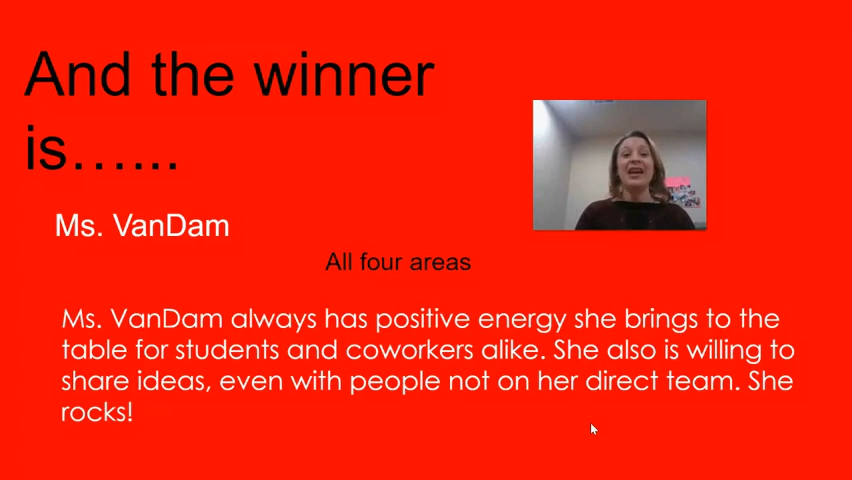 And the winner
is…...
Ms. VanDam
All four areas
Ms. VanDam always has positive energy she brings to the
table for students and coworkers alike. She also is willing to
share ideas, even with people not on her direct team. She
rocks!